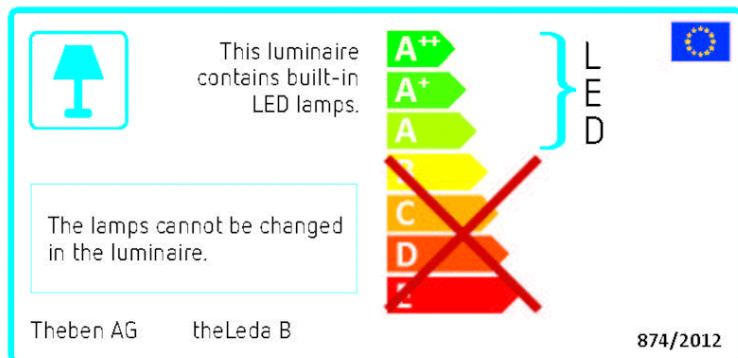 This luminaire
contains built-in
LED lamps.
A++
A+
A
B
C
D
E
L
E
D
The lamps cannot be changed
in the luminaire.
Theben AG theLeda B
874/2012